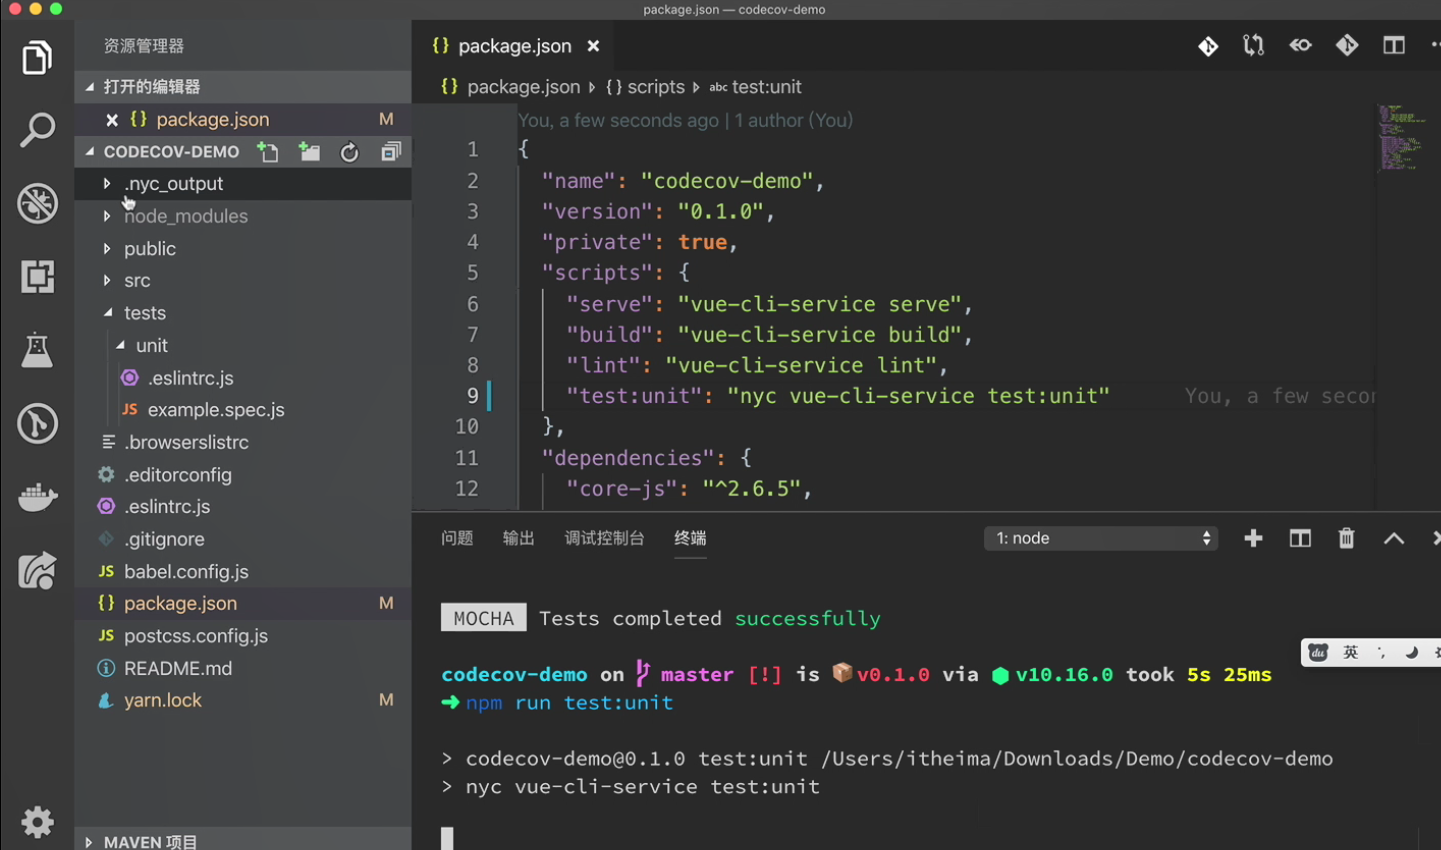 package.json — codecov-demo
资源管理器
打开的编辑器
package.json M
CODECOV-DEMO
.nyc_output
node_modules
public
src
tests
unit
.eslintrc.js
JS example.spec.js
.browserslistrc
.editorconfig
.eslintrc.js
.gitignore
JS babel.config.js
{} package.json M
JS postcss.config.js
README.md
yarn.lock M
MAVEN 项目
{} package.json
{} package.json {} scripts abc test:unit
You, a few seconds ago | 1 author (You)
1 {
2 "name": "codecov-demo",
3 "version": "0.1.0",
4 "private": true,
5 "scripts": {
6 "serve": "vue-cli-service serve",
7 "build": "vue-cli-service build",
8 "lint": "vue-cli-service lint",
9 "test:unit": "nyc vue-cli-service test:unit" You, a few secon
10 },
11 "dependencies": {
12 "core-js": "^2.6.5",
问题 输出 调试控制台 终端 1: node
MOCHA Tests completed successfully
codecov-demo on master [!] is v0.1.0 via v10.16.0 took 5s 25ms
➜ npm run test:unit
> codecov-demo@0.1.0 test:unit /Users/itheima/Downloads/Demo/codecov-demo
> nyc vue-cli-service test:unit
du 英